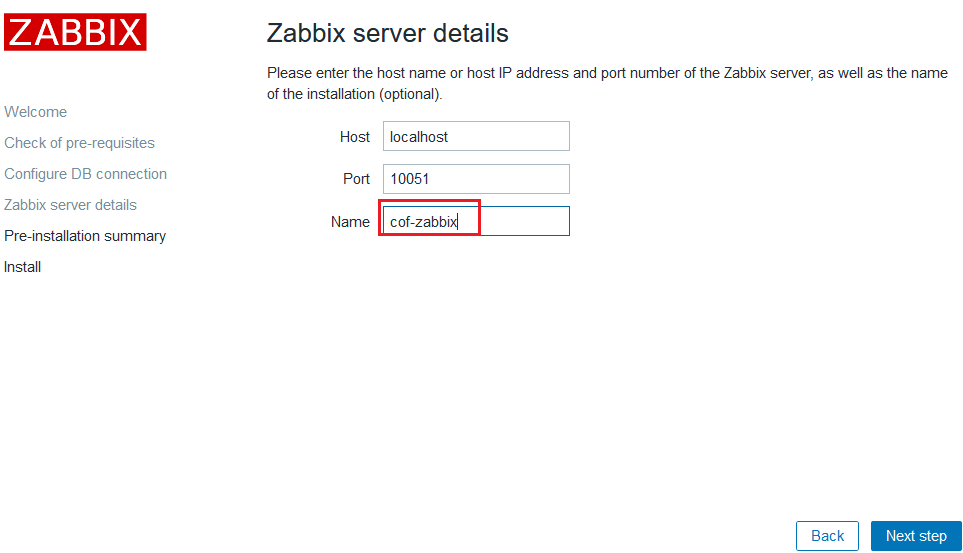 ZABBIX
Welcome
Check of pre-requisites
Configure DB connection
Zabbix server details
Pre-installation summary
Install
Zabbix server details
Please enter the host name or host IP address and port number of the Zabbix server, as well as the name
of the installation (optional).
Host localhost
Port 10051
Name cof-zabbix
Back Next step